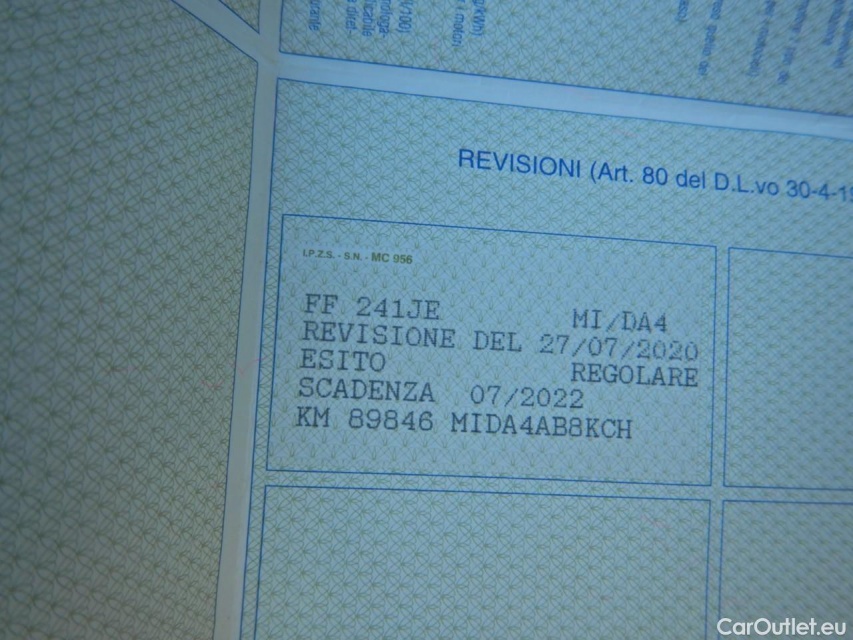 REVISIONI (Art. 80 del D.L.vo 30-4-19
I.P.Z.S. - S.N. - MC 956
FF 241JE MI/DA4
REVISIONE DEL 27/07/2020
ESITO REGOLARE
SCADENZA 07/2022
KM 89846 MIDA4AB8KCH
CarOutlet.eu